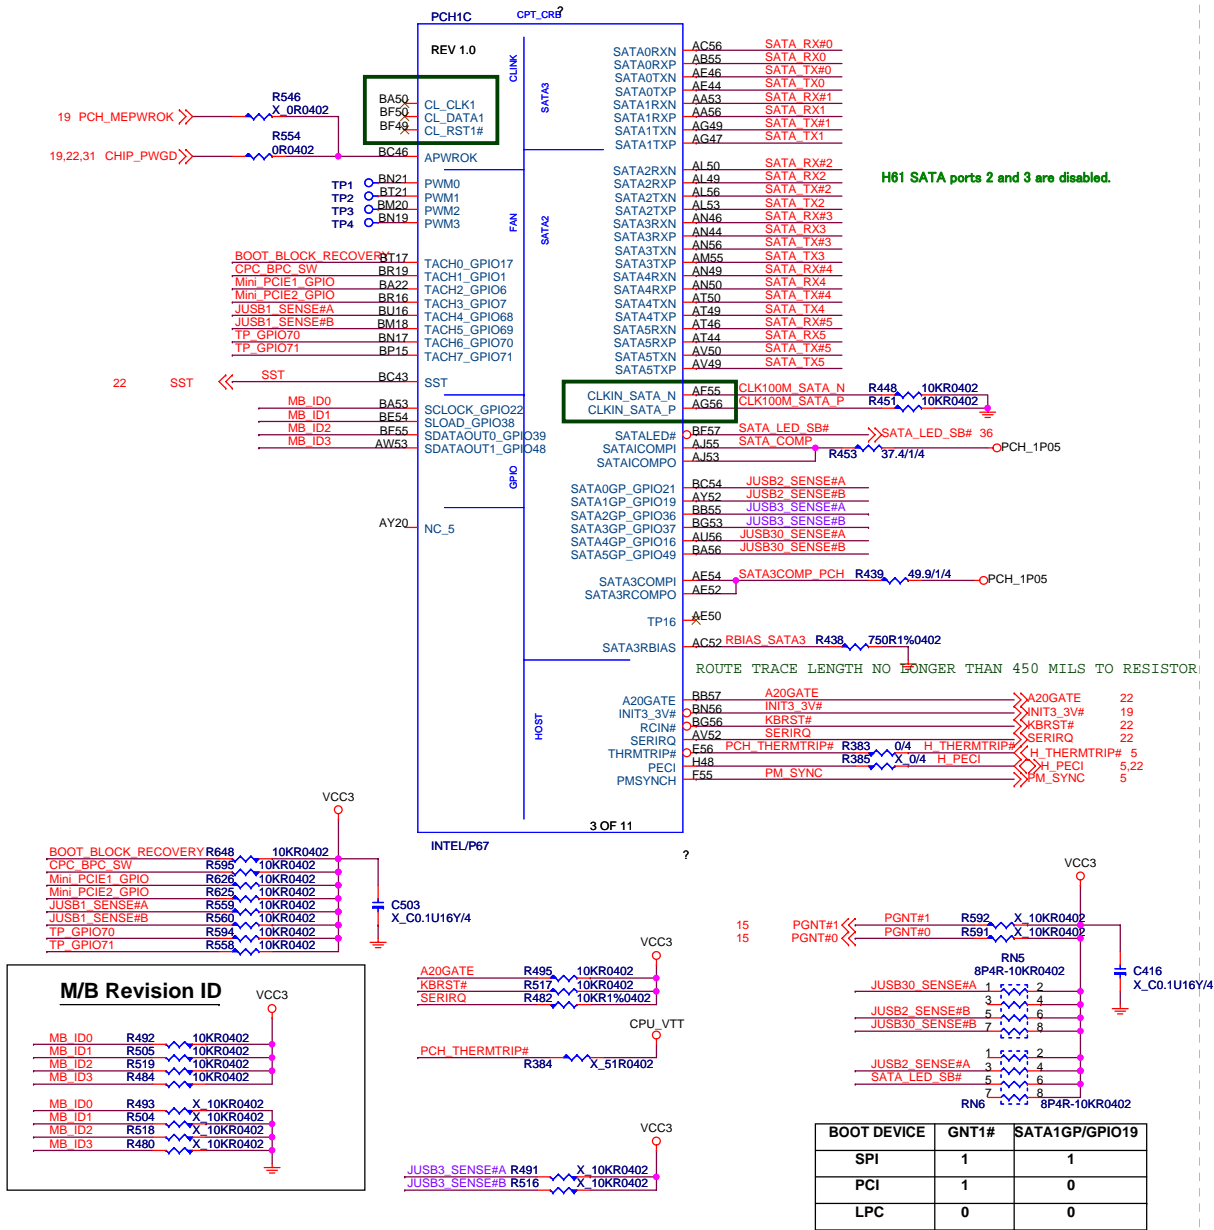 PCH1C CPT_CRB ?
REV 1.0
CLINK
SATA3
FAN
SATA2
GPIO
HOST
BA50 CL_CLK1
BF50 CL_DATA1
BF49 CL_RST1#
R546
19 PCH_MEPWROK X_0R0402
R554
19,22,31 CHIP_PWGD 0R0402
BC46 APWROK
TP1 BN21 PWM0
TP2 BT21 PWM1
TP3 BM20 PWM2
TP4 BN19 PWM3
BOOT_BLOCK_RECOVERY BT17 TACH0_GPIO17
CPC_BPC_SW BR19 TACH1_GPIO1
Mini_PCIE1_GPIO BA22 TACH2_GPIO6
Mini_PCIE2_GPIO BR16 TACH3_GPIO7
JUSB1_SENSE#A BU16 TACH4_GPIO68
JUSB1_SENSE#B BM18 TACH5_GPIO69
TP_GPIO70 BN17 TACH6_GPIO70
TP_GPIO71 BP15 TACH7_GPIO71
22 SST SST BC43 SST
MB_ID0 BA53 SCLOCK_GPIO22
MB_ID1 BE54 SLOAD_GPIO38
MB_ID2 BF55 SDATAOUT0_GPIO39
MB_ID3 AW53 SDATAOUT1_GPIO48
AY20 NC_5
SATA0RXN AC56 SATA_RX#0
SATA0RXP AB55 SATA_RX0
SATA0TXN AE46 SATA_TX#0
SATA0TXP AE44 SATA_TX0
SATA1RXN AA53 SATA_RX#1
SATA1RXP AA56 SATA_RX1
SATA1TXN AG49 SATA_TX#1
SATA1TXP AG47 SATA_TX1
SATA2RXN AL50 SATA_RX#2
SATA2RXP AL49 SATA_RX2
SATA2TXN AL56 SATA_TX#2
SATA2TXP AL53 SATA_TX2
SATA3RXN AN46 SATA_RX#3
SATA3RXP AN44 SATA_RX3
SATA3TXN AN56 SATA_TX#3
SATA3TXP AM55 SATA_TX3
SATA4RXN AN49 SATA_RX#4
SATA4RXP AN50 SATA_RX4
SATA4TXN AT50 SATA_TX#4
SATA4TXP AT49 SATA_TX4
SATA5RXN AT46 SATA_RX#5
SATA5RXP AT44 SATA_RX5
SATA5TXN AV50 SATA_TX#5
SATA5TXP AV49 SATA_TX5
H61 SATA ports 2 and 3 are disabled.
CLKIN_SATA_N AF55 CLK100M_SATA_N R448 10KR0402
CLKIN_SATA_P AG56 CLK100M_SATA_P R451 10KR0402
SATALED# BF57 SATA_LED_SB# SATA_LED_SB# 36
SATAICOMPI AJ55 SATA_COMP
SATAICOMPO AJ53 R453 37.4/1/4 PCH_1P05
SATA0GP_GPIO21 BC54 JUSB2_SENSE#A
SATA1GP_GPIO19 AY52 JUSB2_SENSE#B
SATA2GP_GPIO36 BB55 JUSB3_SENSE#A
SATA3GP_GPIO37 BG53 JUSB3_SENSE#B
SATA4GP_GPIO16 AU56 JUSB30_SENSE#A
SATA5GP_GPIO49 BA56 JUSB30_SENSE#B
SATA3COMPI AE54 SATA3COMP_PCH R439 49.9/1/4 PCH_1P05
SATA3RCOMPO AE52
TP16 AE50
SATA3RBIAS AC52 RBIAS_SATA3 R438 750R1%0402
ROUTE TRACE LENGTH NO LONGER THAN 450 MILS TO RESISTOR
A20GATE BB57 A20GATE A20GATE 22
INIT3_3V# BN56 INIT3_3V# INIT3_3V# 19
RCIN# BG56 KBRST# KBRST# 22
SERIRQ AV52 SERIRQ SERIRQ 22
THRMTRIP# E56 PCH_THERMTRIP# R383 0/4 H_THERMTRIP# H_THERMTRIP# 5
PECI H48 R385 X_0/4 H_PECI H_PECI 5,22
PMSYNCH F55 PM_SYNC PM_SYNC 5
3 OF 11
INTEL/P67
?
VCC3
BOOT_BLOCK_RECOVERY R648 10KR0402
CPC_BPC_SW R595 10KR0402
Mini_PCIE1_GPIO R626 10KR0402
Mini_PCIE2_GPIO R625 10KR0402
JUSB1_SENSE#A R559 10KR0402
JUSB1_SENSE#B R560 10KR0402
TP_GPIO70 R594 10KR0402
TP_GPIO71 R558 10KR0402
C503
X_C0.1U16Y/4
M/B Revision ID
VCC3
MB_ID0 R492 10KR0402
MB_ID1 R505 10KR0402
MB_ID2 R519 10KR0402
MB_ID3 R484 10KR0402
MB_ID0 R493 X_10KR0402
MB_ID1 R504 X_10KR0402
MB_ID2 R518 X_10KR0402
MB_ID3 R480 X_10KR0402
VCC3
A20GATE R495 10KR0402
KBRST# R517 10KR0402
SERIRQ R482 10KR1%0402
CPU_VTT
PCH_THERMTRIP#
R384 X_51R0402
VCC3
JUSB3_SENSE#A R491 X_10KR0402
JUSB3_SENSE#B R516 X_10KR0402
VCC3
15 PGNT#1 PGNT#1 R592 X_10KR0402
15 PGNT#0 PGNT#0 R591 X_10KR0402
C416
X_C0.1U16Y/4
RN5
8P4R-10KR0402
JUSB30_SENSE#A 1 2
3 4
JUSB2_SENSE#B 5 6
JUSB30_SENSE#B 7 8
1 2
JUSB2_SENSE#A 3 4
SATA_LED_SB# 5 6
7 8
RN6 8P4R-10KR0402
BOOT DEVICE GNT1# SATA1GP/GPIO19
SPI 1 1
PCI 1 0
LPC 0 0